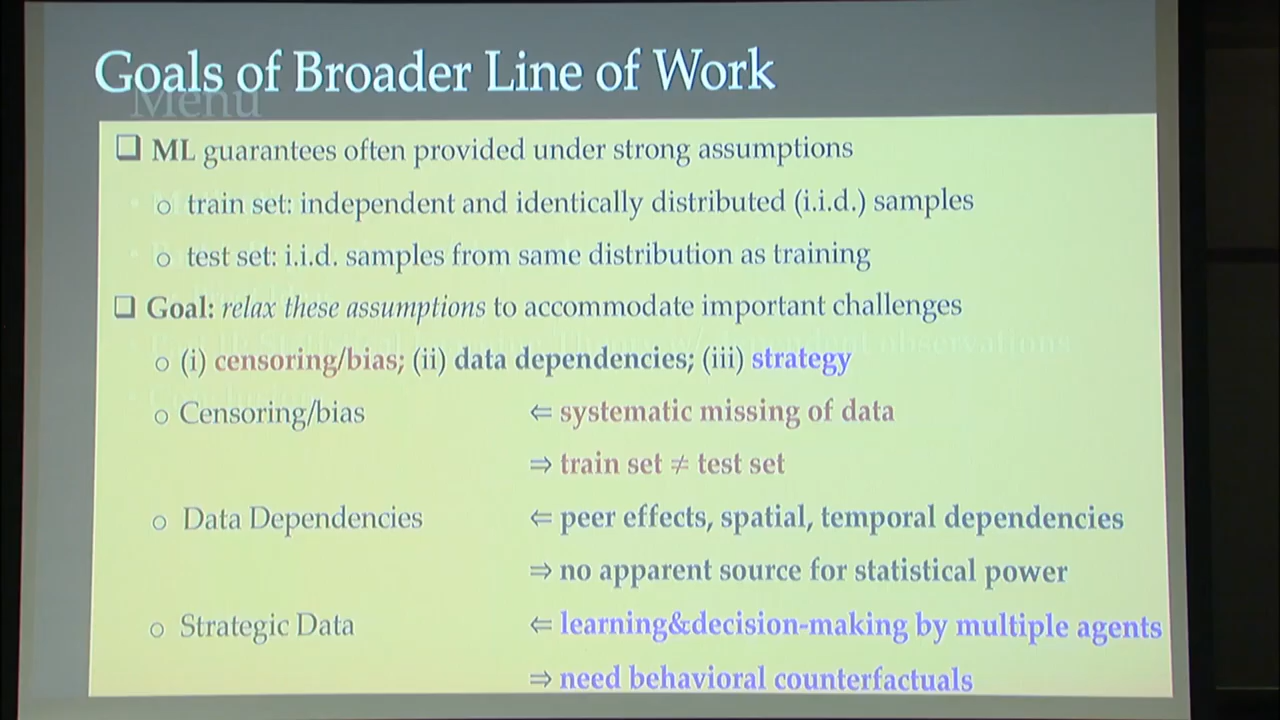 Goals of Broader Line of Work
Menu
❑ ML guarantees often provided under strong assumptions
○ train set: independent and identically distributed (i.i.d.) samples
○ test set: i.i.d. samples from same distribution as training
❑ Goal: relax these assumptions to accommodate important challenges
○ (i) censoring/bias; (ii) data dependencies; (iii) strategy
○ Censoring/bias ⇐ systematic missing of data
⇒ train set ≠ test set
○ Data Dependencies ⇐ peer effects, spatial, temporal dependencies
⇒ no apparent source for statistical power
○ Strategic Data ⇐ learning&decision-making by multiple agents
⇒ need behavioral counterfactuals